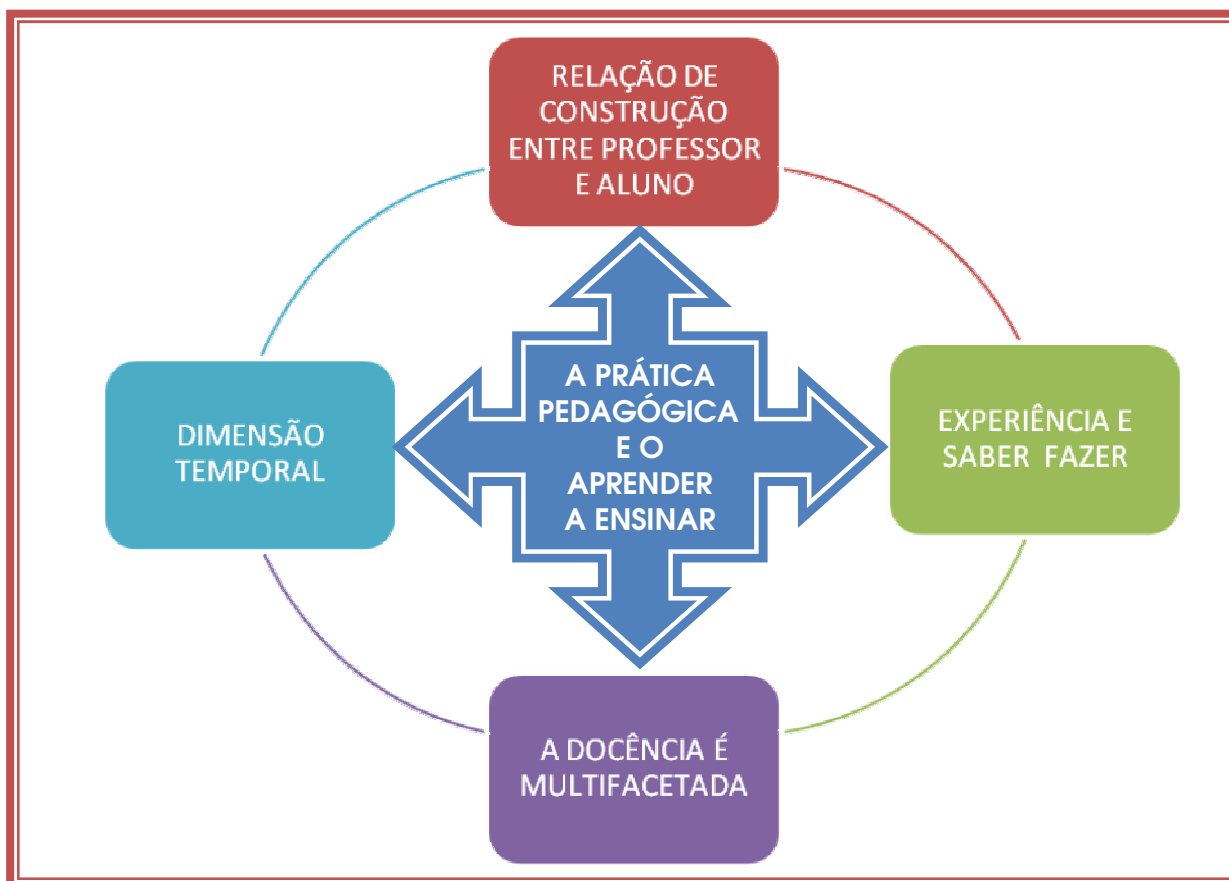 RELAÇÃO DE
CONSTRUÇÃO
ENTRE PROFESSOR
E ALUNO
A PRÁTICA
PEDAGÓGICA
E O
APRENDER
A ENSINAR
DIMENSÃO
TEMPORAL
EXPERIÊNCIA E
SABER FAZER
A DOCÊNCIA É
MULTIFACETADA